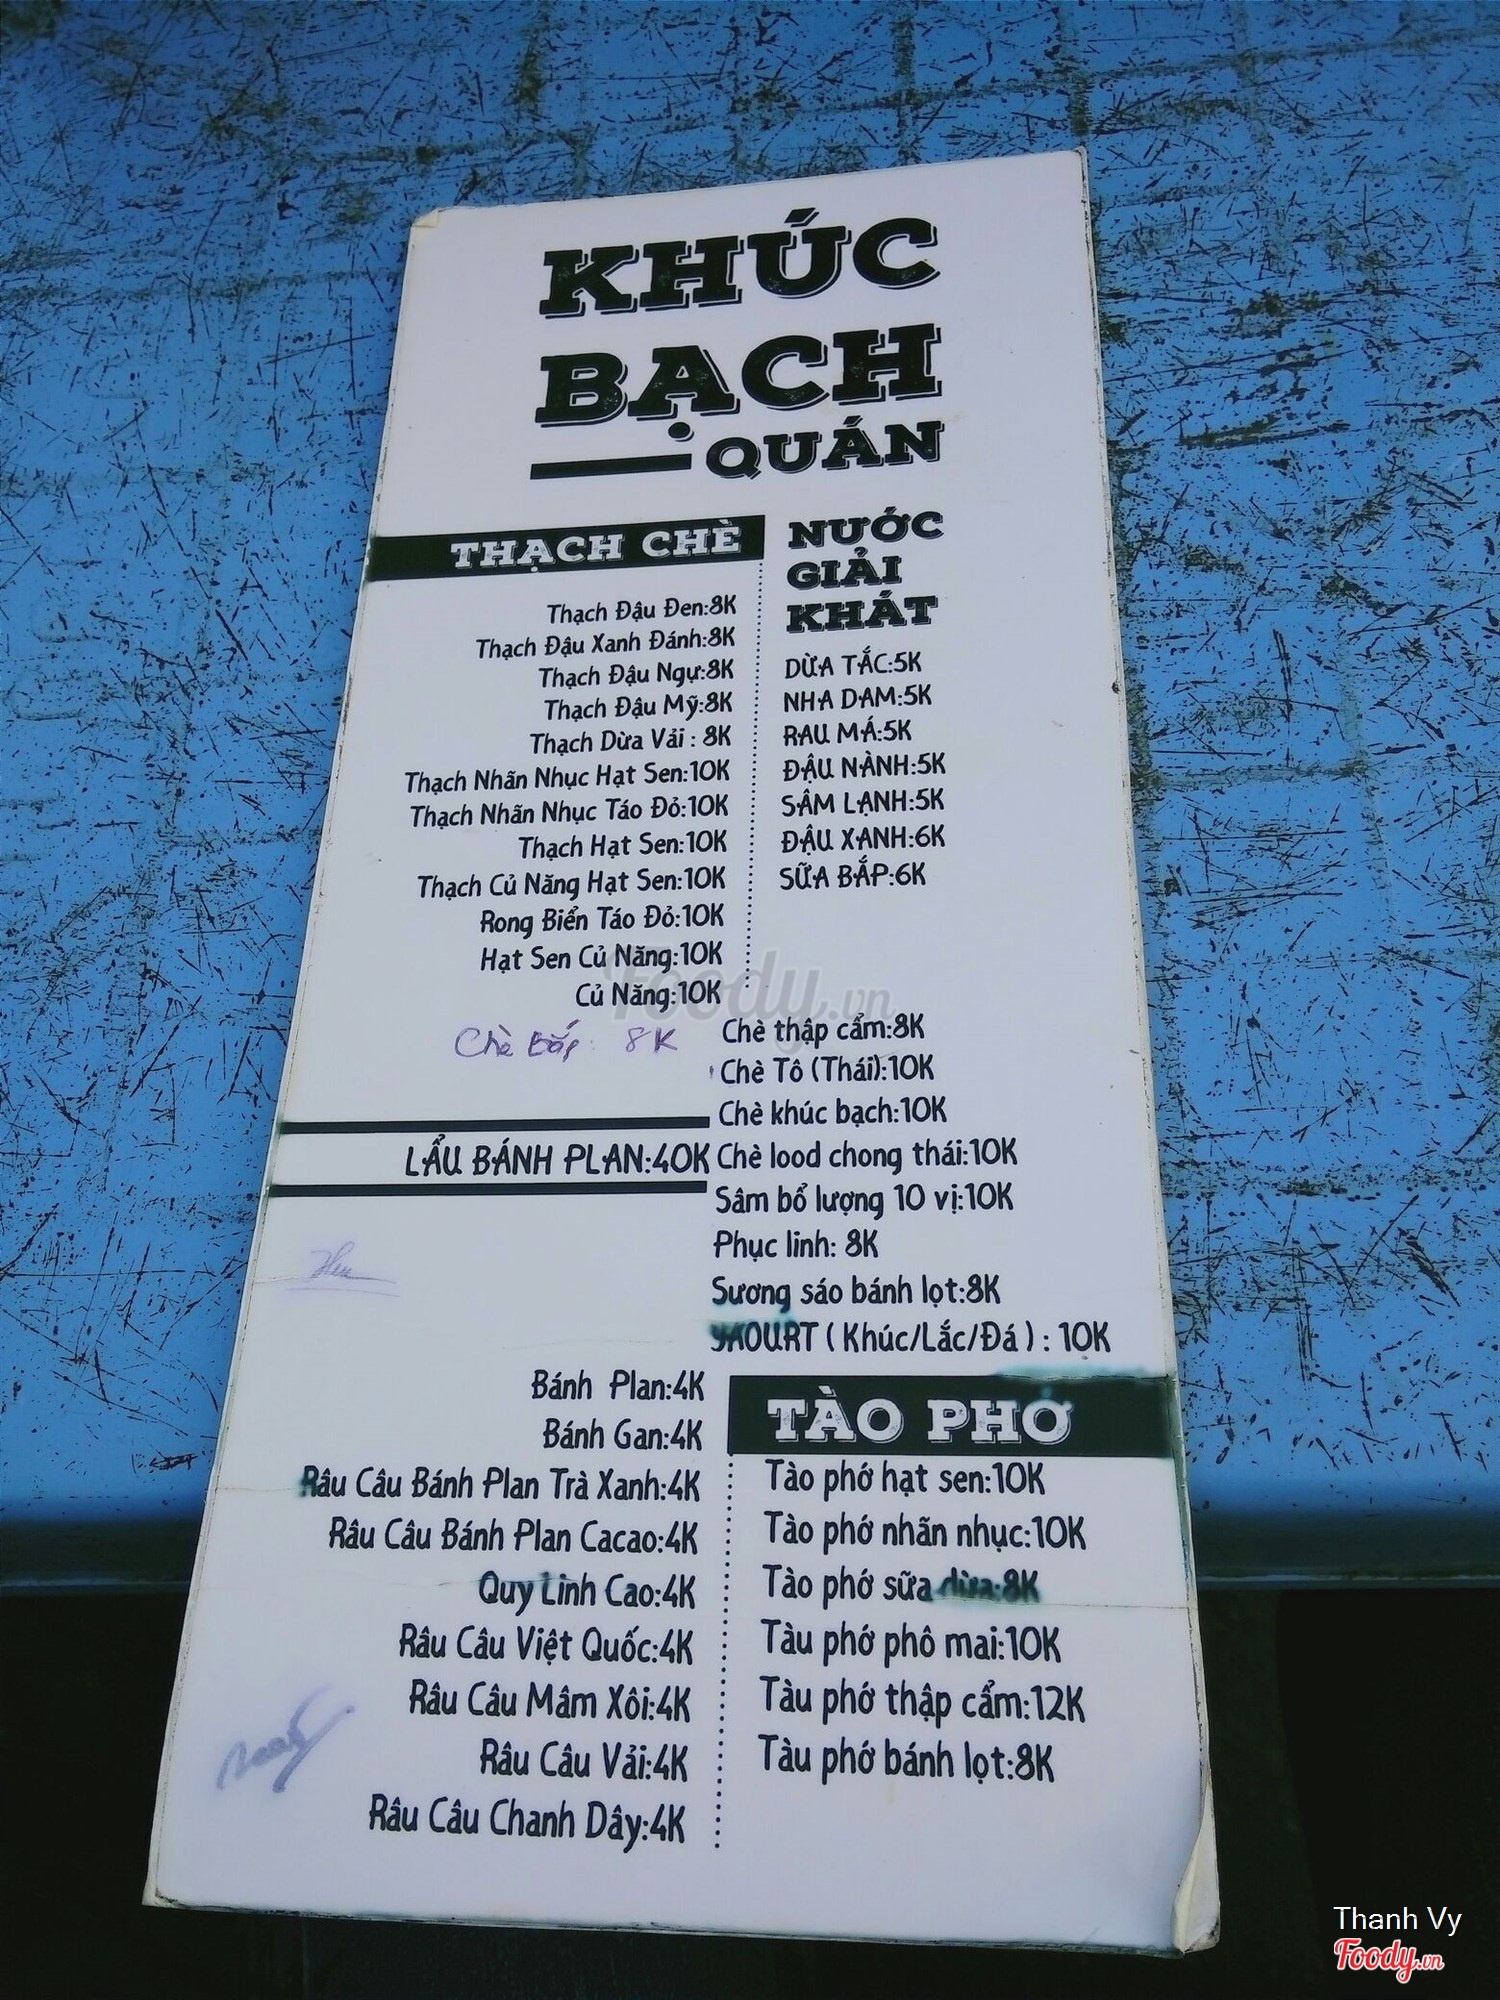 KHÚC
BẠCH
QUÁN
THẠCH CHÈ
Thạch Đậu Đen:8K
Thạch Đậu Xanh Đánh:8K
Thạch Đậu Ngự:8K
Thạch Đậu Mỹ:8K
Thạch Dừa Vải : 8K
Thạch Nhãn Nhục Hạt Sen:10K
Thạch Nhãn Nhục Táo Đỏ:10K
Thạch Hạt Sen:10K
Thạch Củ Năng Hạt Sen:10K
Rong Biển Táo Đỏ:10K
Hạt Sen Củ Năng:10K
Củ Năng:10K
Chè Bắp: 8K
NƯỚC
GIẢI
KHÁT
DỪA TẮC:5K
NHA DAM:5K
RAU MÁ:5K
ĐẬU NÀNH:5K
SÂM LẠNH:5K
ĐẬU XANH:6K
SỮA BẮP:6K
Chè thập cẩm:8K
Chè Tô (Thái):10K
Chè khúc bạch:10K
Chè lood chong thái:10K
Sâm bổ lượng 10 vị:10K
Phục linh: 8K
Sương sáo bánh lọt:8K
YAOURT ( Khúc/Lắc/Đá ) : 10K
LẨU BÁNH PLAN:40K
Bánh Plan:4K
Bánh Gan:4K
Râu Câu Bánh Plan Trà Xanh:4K
Râu Câu Bánh Plan Cacao:4K
Quy Linh Cao:4K
Râu Câu Việt Quốc:4K
Râu Câu Mâm Xôi:4K
Râu Câu Vải:4K
Râu Câu Chanh Dây:4K
TÀO PHỚ
Tào phớ hạt sen:10K
Tào phớ nhãn nhục:10K
Tào phớ sữa dừa:8K
Tàu phớ phô mai:10K
Tàu phớ thập cẩm:12K
Tàu phớ bánh lọt:8K
Foody.vn
Thanh Vy
Foody.vn